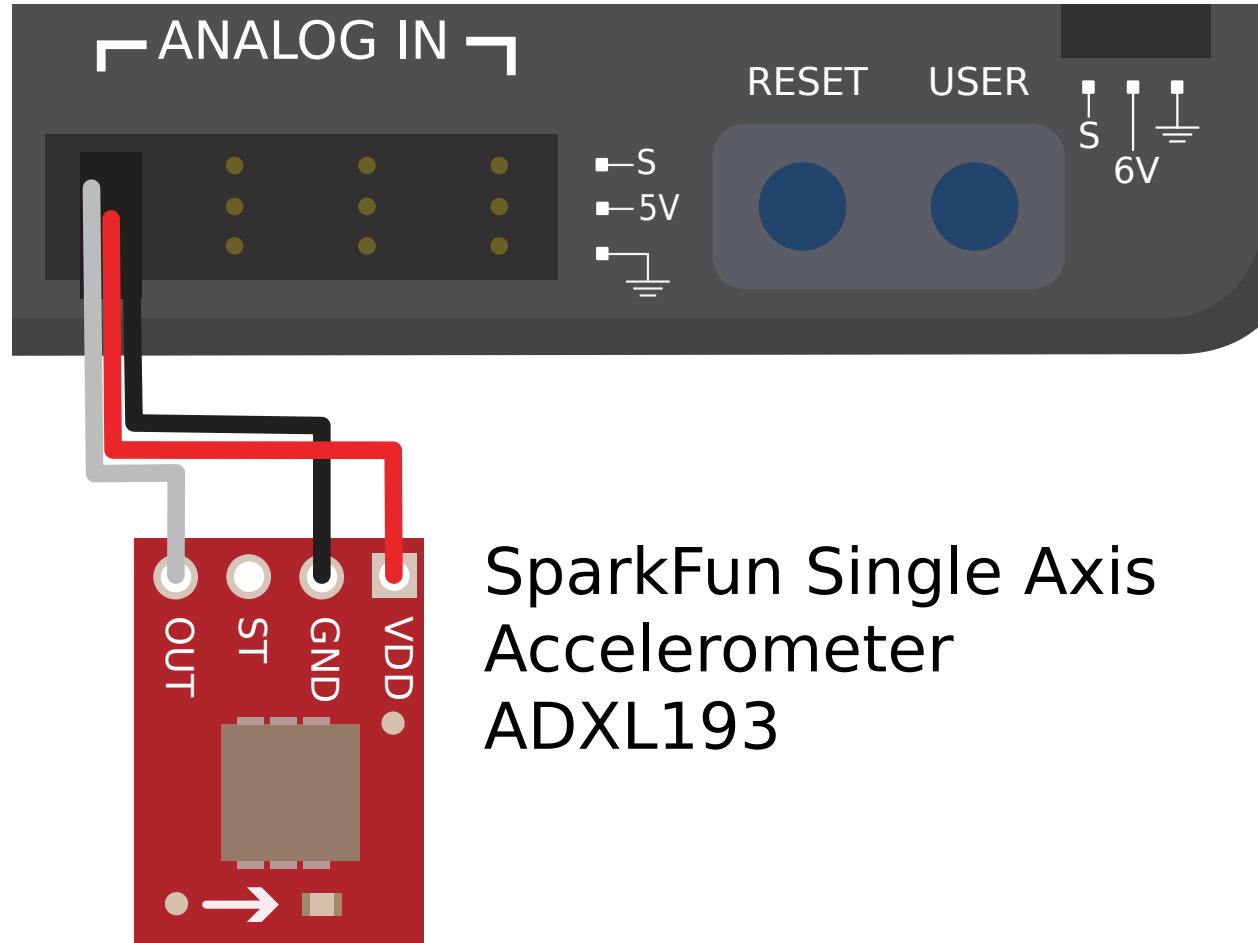 ANALOG IN
RESET
USER
S
6V
S
5V
OUT
ST
GND
VDD
SparkFun Single Axis
Accelerometer
ADXL193